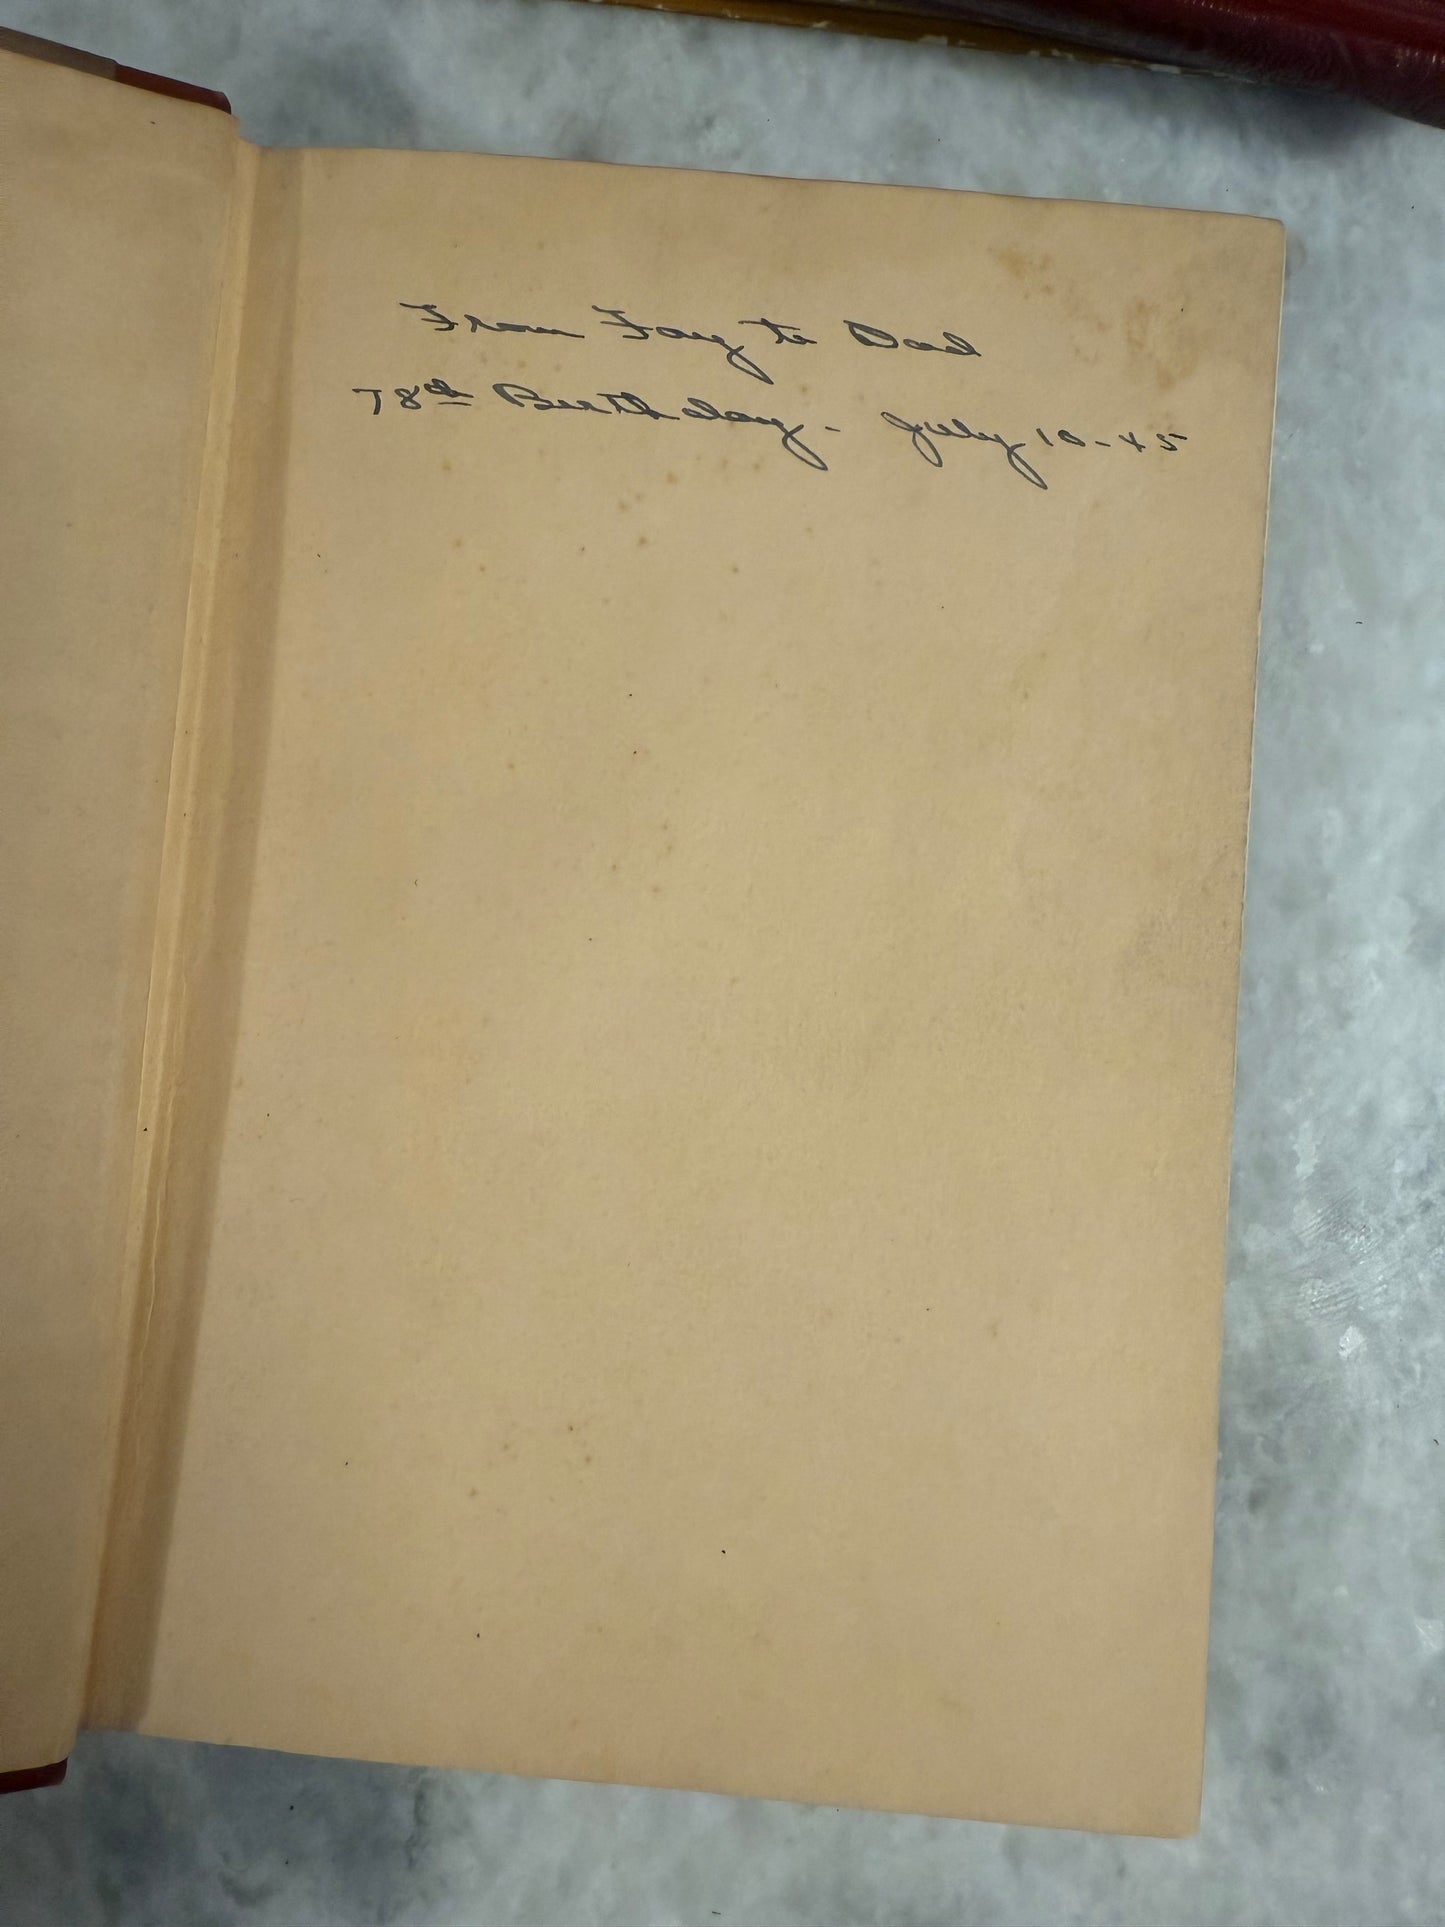 From Fay to Dad
78th Birthday. July 10-45